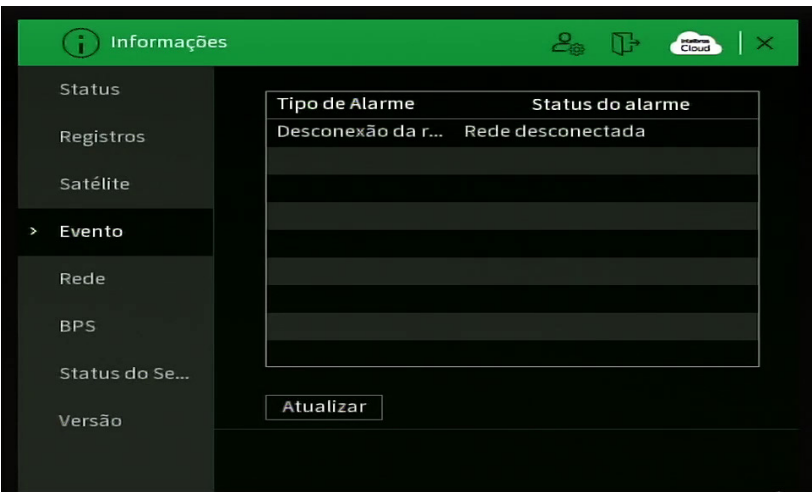 Informações
intelbras
Cloud
Status
Registros
Satélite
> Evento
Rede
BPS
Status do Se...
Versão
Tipo de Alarme Status do alarme
Desconexão da r... Rede desconectada
Atualizar